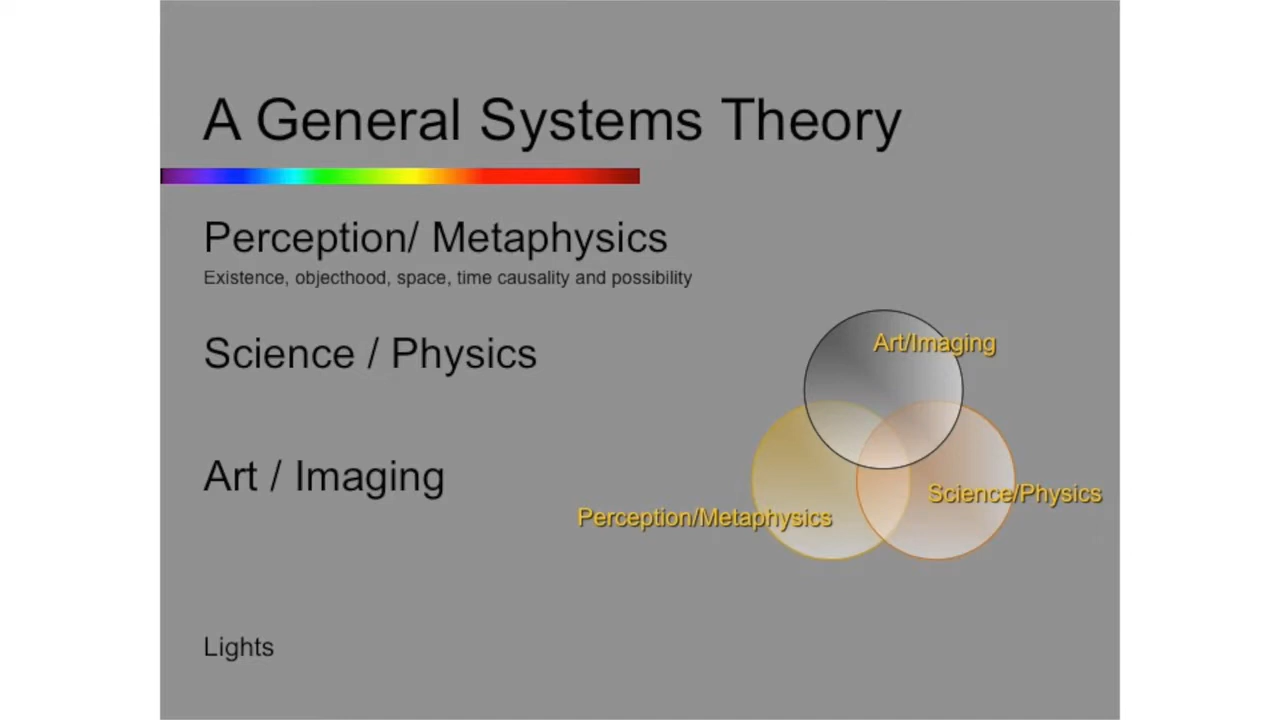 A General Systems Theory
Perception/ Metaphysics
Existence, objecthood, space, time causality and possibility
Science / Physics
Art / Imaging
Art/Imaging
Science/Physics
Perception/Metaphysics
Lights